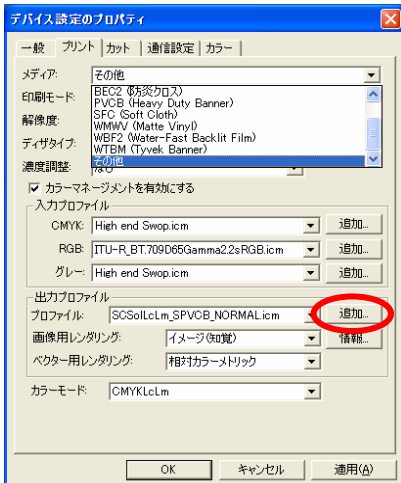 デバイス設定のプロパティ
一般 プリント カット 通信設定 カラー
メディア: その他
BEC2 (防炎クロス)
印刷モード: PVCB (Heavy Duty Banner)
SFC (Soft Cloth)
解像度: WMWV (Matte Vinyl)
WBF2 (Water-Fast Backlit Film)
ディザタイプ: WTBM (Tyvek Banner)
その他
濃度調整: なし
カラーマネージメントを有効にする
入力プロファイル
CMYK: High end Swop.icm 追加...
RGB: ITU-R_BT.709D65Gamma2.2sRGB.icm 追加...
グレー: High end Swop.icm 追加...
出力プロファイル
プロファイル: SCSolLcLm_SPVCB_NORMAL.icm 追加...
画像用レンダリング: イメージ(知覚) 情報...
ベクター用レンダリング: 相対カラーメトリック
カラーモード: CMYKLcLm
OK キャンセル 適用(A)